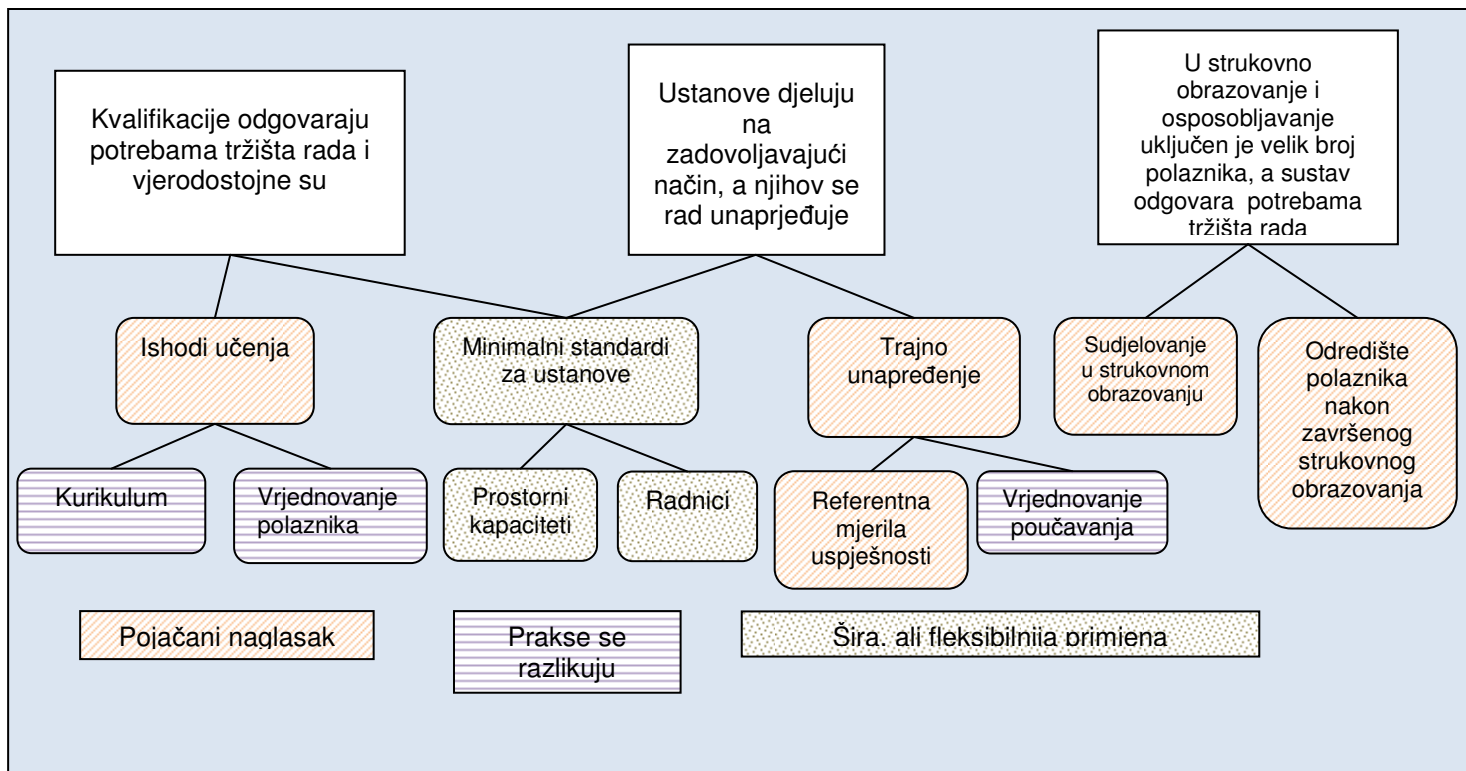 Kvalifikacije odgovaraju
potrebama tržišta rada i
vjerodostojne su
Ustanove djeluju
na
zadovoljavajući
način, a njihov se
rad unaprjeđuje
U strukovno
obrazovanje i
osposobljavanje
uključen je velik broj
polaznika, a sustav
odgovara potrebama
tržišta rada
Ishodi učenja
Minimalni standardi
za ustanove
Trajno
unapređenje
Sudjelovanje
u strukovnom
obrazovanju
Odredište
polaznika
nakon
završenog
strukovnog
obrazovanja
Kurikulum
Vrjednovanje
polaznika
Prostorni
kapaciteti
Radnici
Referentna
mjerila
uspješnosti
Vrjednovanje
poučavanja
Pojačani naglasak
Prakse se
razlikuju
Šira, ali fleksibilnija primjena